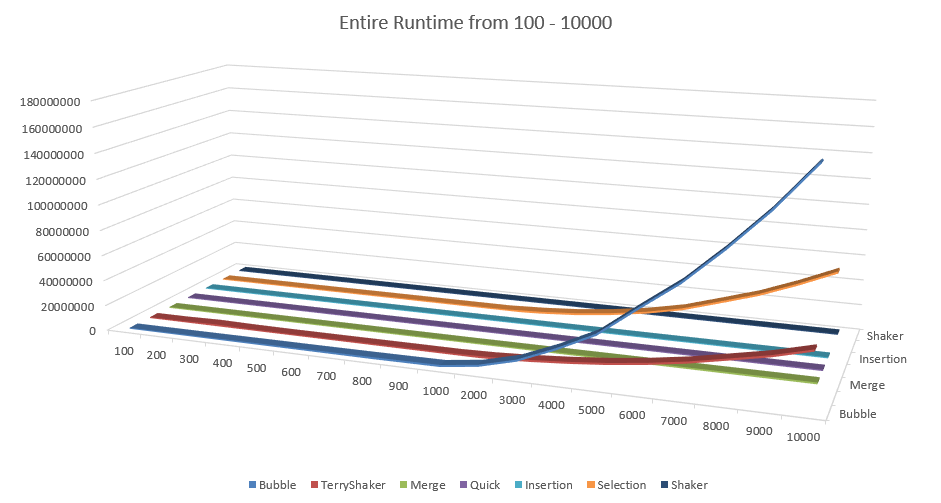 Entire Runtime from 100 - 10000
180000000
160000000
140000000
120000000
100000000
80000000
60000000
40000000
20000000
0
100 200 300 400 500 600 700 800 900 1000 2000 3000 4000 5000 6000 7000 8000 9000 10000
Shaker
Insertion
Merge
Bubble
Bubble TerryShaker Merge Quick Insertion Selection Shaker